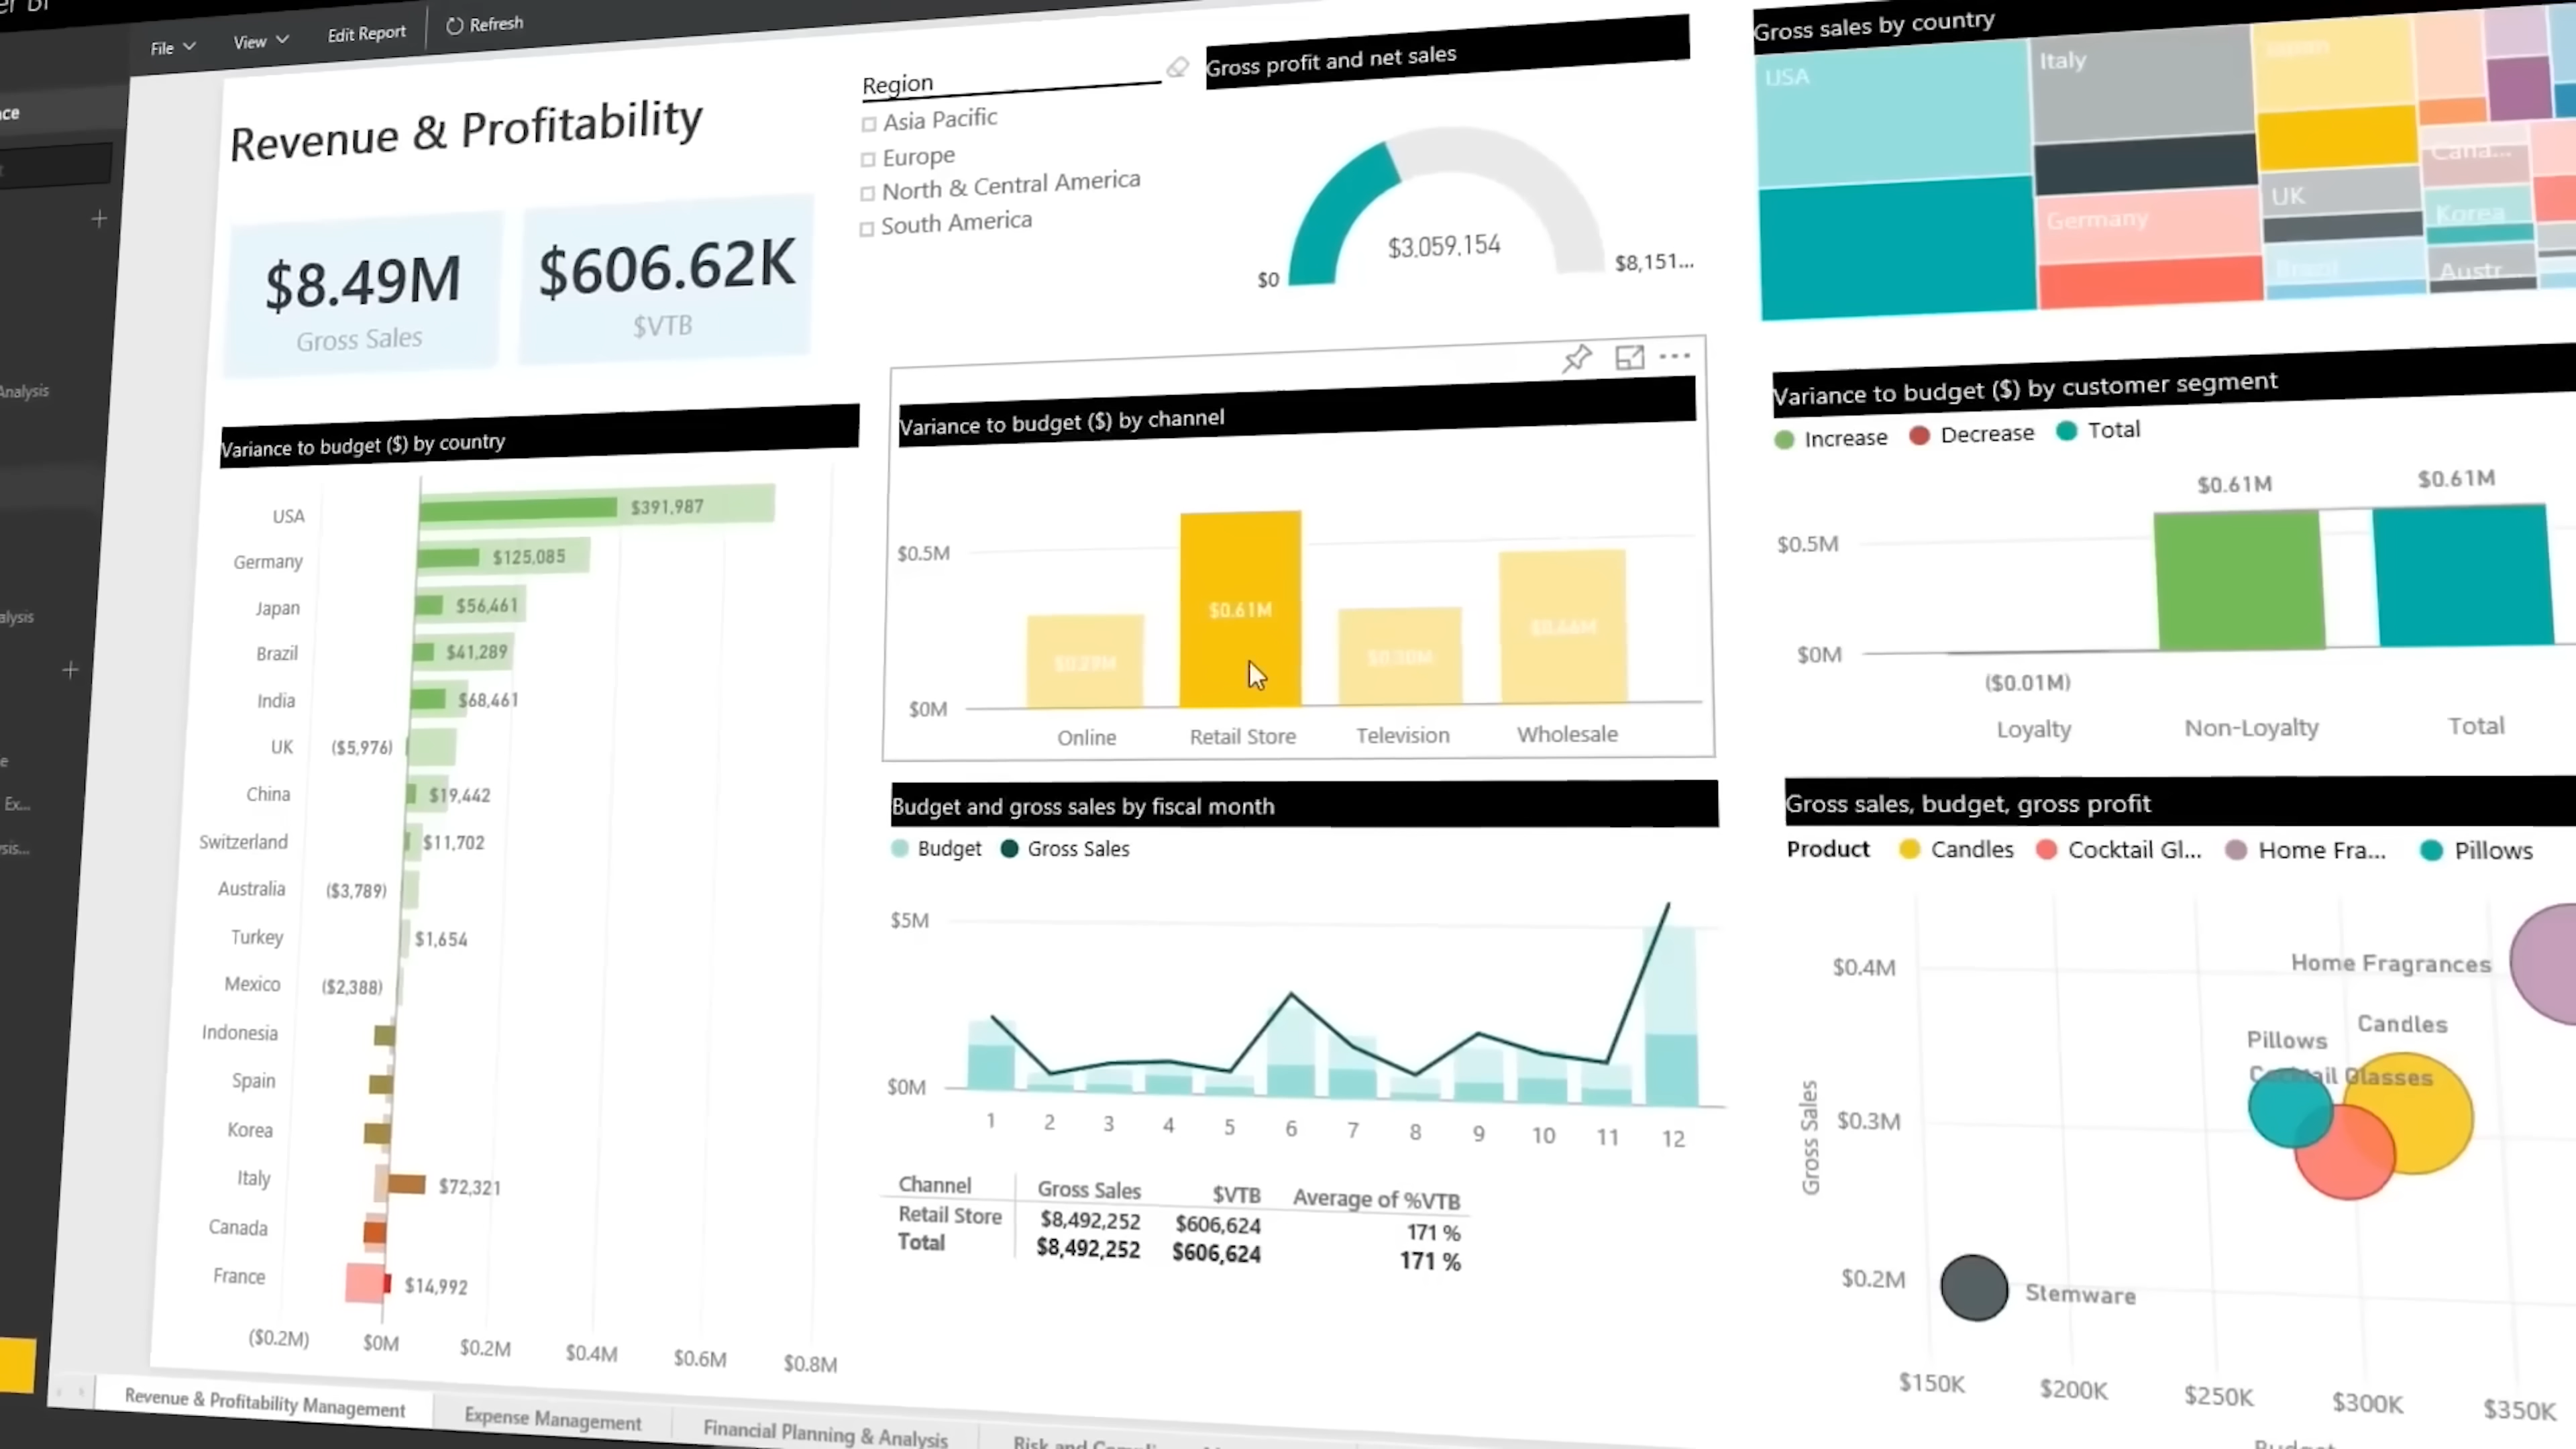 File
View
Edit Report
Refresh
Revenue & Profitability
$8.49M
Gross Sales
$606.62K
$VTB
Region
Asia Pacific
Europe
North & Central America
South America
Gross profit and net sales
$0
$3,059,154
$8,151...
Gross sales by country
USA
Italy
Germany
UK
Brazil
Cana...
Korea
Austr...
Variance to budget ($) by country
USA
$391,987
Germany
$125,085
Japan
$56,461
Brazil
$41,289
India
$68,461
UK
($5,976)
China
$19,442
Switzerland
$11,702
Australia
($3,789)
Turkey
$1,654
Mexico
($2,388)
Indonesia
Spain
Korea
Italy
$72,321
Canada
France
$14,992
($0.2M)
$0M
$0.2M
$0.4M
$0.6M
$0.8M
Variance to budget ($) by channel
$0.5M
$0M
$0.61M
Online
Retail Store
Television
Wholesale
Budget and gross sales by fiscal month
Budget
Gross Sales
$5M
$0M
1 2 3 4 5 6 7 8 9 10 11 12
Channel Gross Sales $VTB Average of %VTB
Retail Store $8,492,252 $606,624 171 %
Total $8,492,252 $606,624 171 %
Variance to budget ($) by customer segment
Increase
Decrease
Total
$0.61M
$0.61M
$0.5M
$0M
($0.01M)
Loyalty
Non-Loyalty
Total
Gross sales, budget, gross profit
Product
Candles
Cocktail Gl...
Home Fra...
Pillows
$0.4M
Home Fragrances
Candles
Pillows
Cocktail Glasses
$0.3M
Gross Sales
$0.2M
Stemware
$150K
$200K
$250K
$300K
$350K
Analysis
Ex...
Revenue & Profitability Management
Expense Management
Financial Planning & Analysis
Risk and